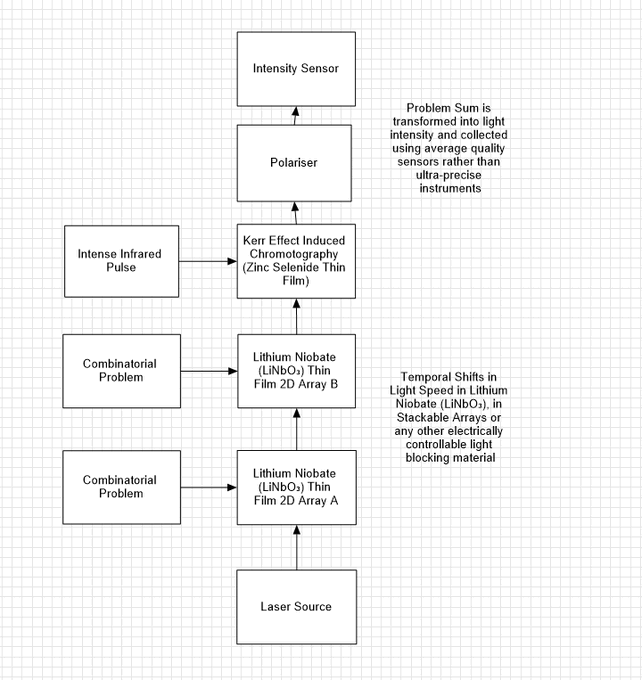 Intensity Sensor
Problem Sum is
transformed into light
intensity and collected
using average quality
sensors rather than
ultra-precise
instruments
Polariser
Intense Infrared
Pulse
Kerr Effect Induced
Chromotography
(Zinc Selenide Thin
Film)
Combinatorial
Problem
Lithium Niobate
(LiNbO₃) Thin
Film 2D Array B
Temporal Shifts in
Light Speed in Lithium
Niobate (LiNbO₃), in
Stackable Arrays or
any other electrically
controllable light
blocking material
Combinatorial
Problem
Lithium Niobate
(LiNbO₃) Thin
Film 2D Array A
Laser Source